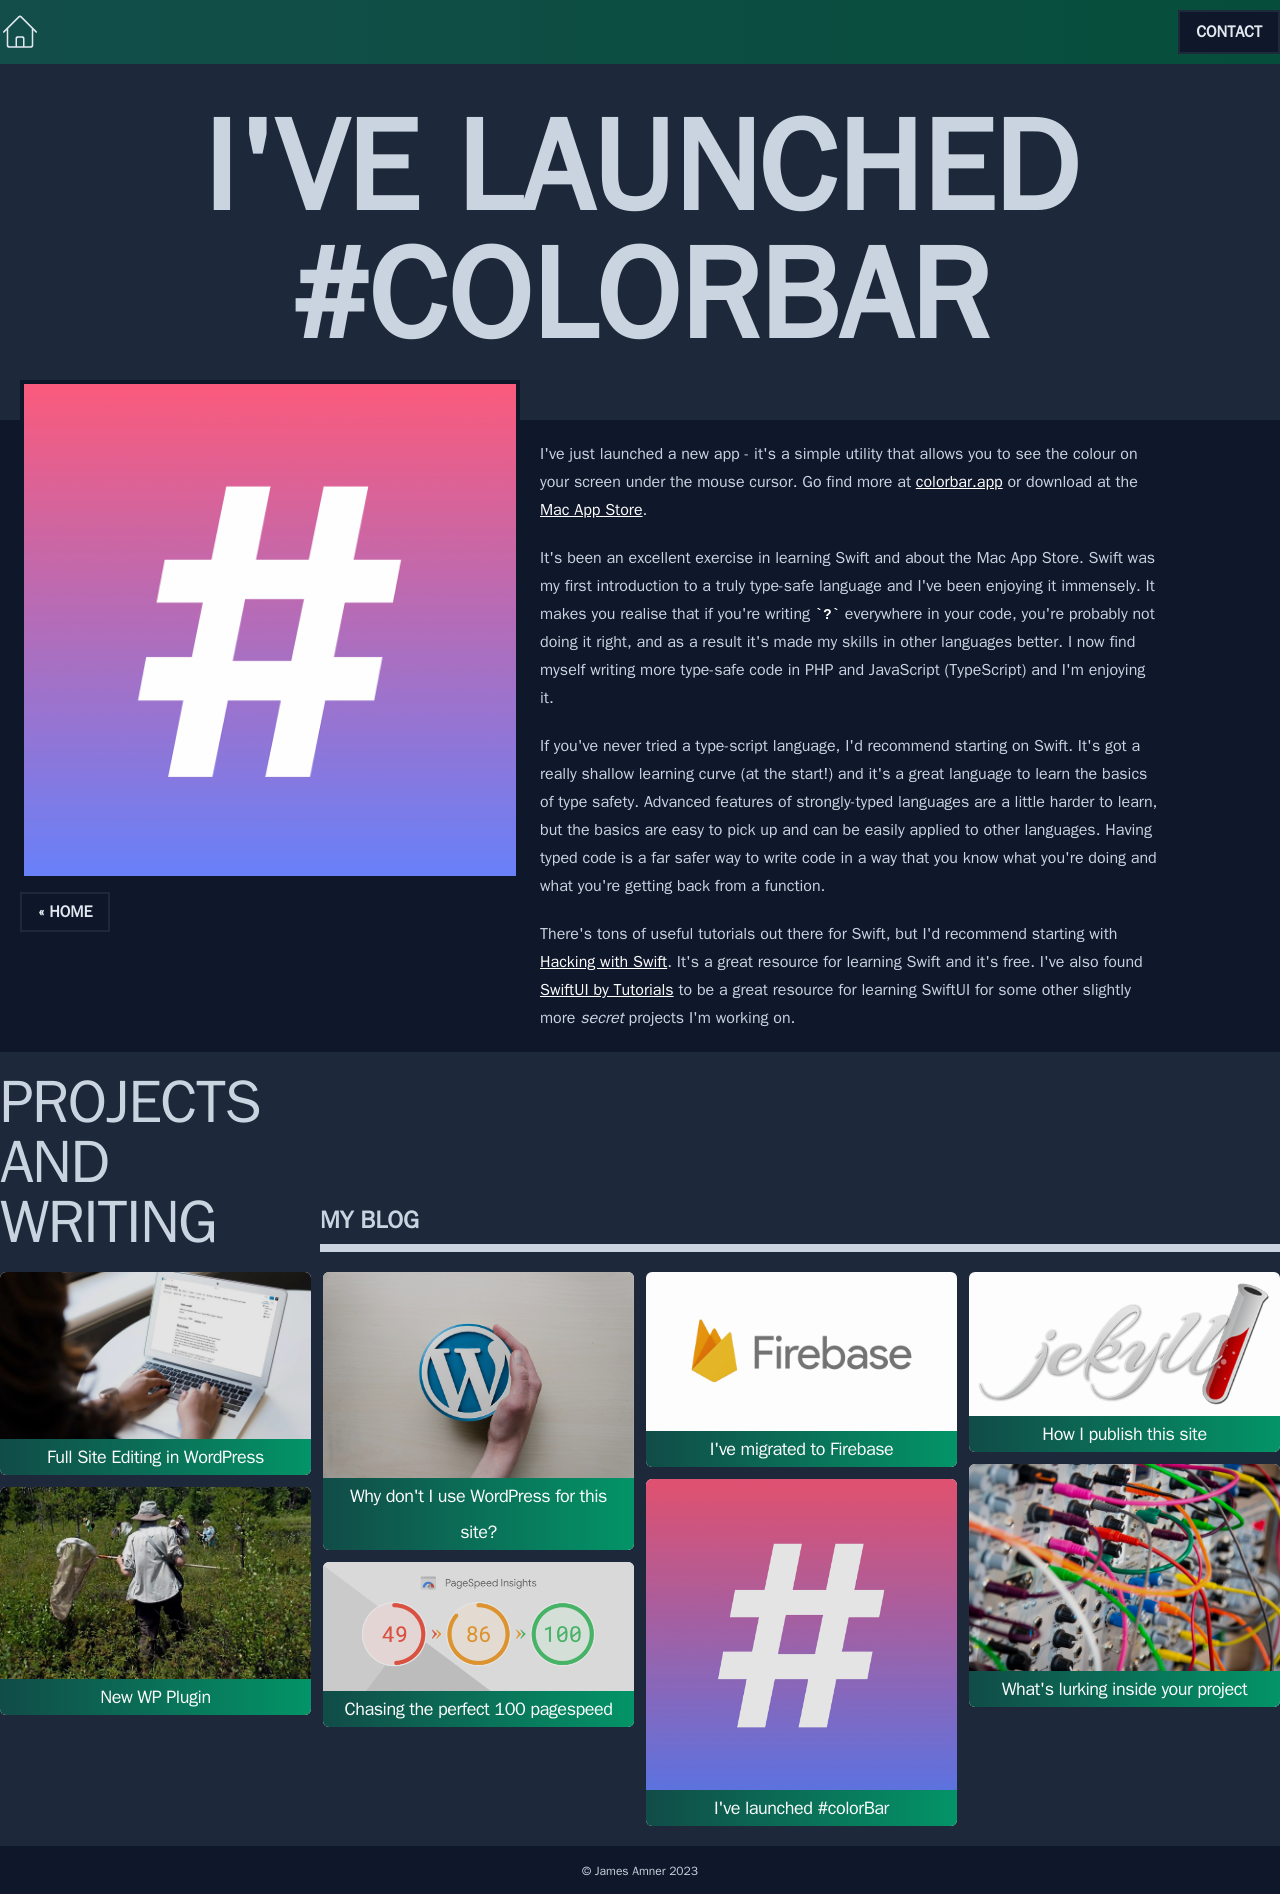 CONTACT
I'VE LAUNCHED
#COLORBAR
#
I've just launched a new app - it's a simple utility that allows you to see the colour on
your screen under the mouse cursor. Go find more at colorbar.app or download at the
Mac App Store.
It's been an excellent exercise in learning Swift and about the Mac App Store. Swift was
my first introduction to a truly type-safe language and I've been enjoying it immensely. It
makes you realise that if you're writing `?` everywhere in your code, you're probably not
doing it right, and as a result it's made my skills in other languages better. I now find
myself writing more type-safe code in PHP and JavaScript (TypeScript) and I'm enjoying
it.
If you've never tried a type-script language, I'd recommend starting on Swift. It's got a
really shallow learning curve (at the start!) and it's a great language to learn the basics
of type safety. Advanced features of strongly-typed languages are a little harder to learn,
but the basics are easy to pick up and can be easily applied to other languages. Having
typed code is a far safer way to write code in a way that you know what you're doing and
what you're getting back from a function.
There's tons of useful tutorials out there for Swift, but I'd recommend starting with
Hacking with Swift. It's a great resource for learning Swift and it's free. I've also found
SwiftUI by Tutorials to be a great resource for learning SwiftUI for some other slightly
more secret projects I'm working on.
« HOME
PROJECTS
AND
WRITING
MY BLOG
Full Site Editing in WordPress
New WP Plugin
W
Why don't I use WordPress for this
site?
PageSpeed Insights
49 » 86 » 100
Chasing the perfect 100 pagespeed
Firebase
I've migrated to Firebase
#
I've launched #colorBar
jekyll
How I publish this site
What's lurking inside your project
© James Amner 2023